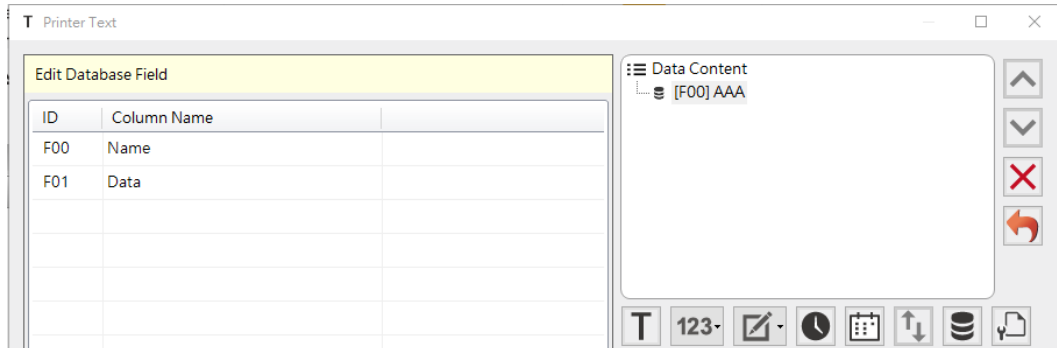 T Printer Text
Edit Database Field
ID Column Name
F00 Name
F01 Data
Data Content
[F00] AAA
T 123